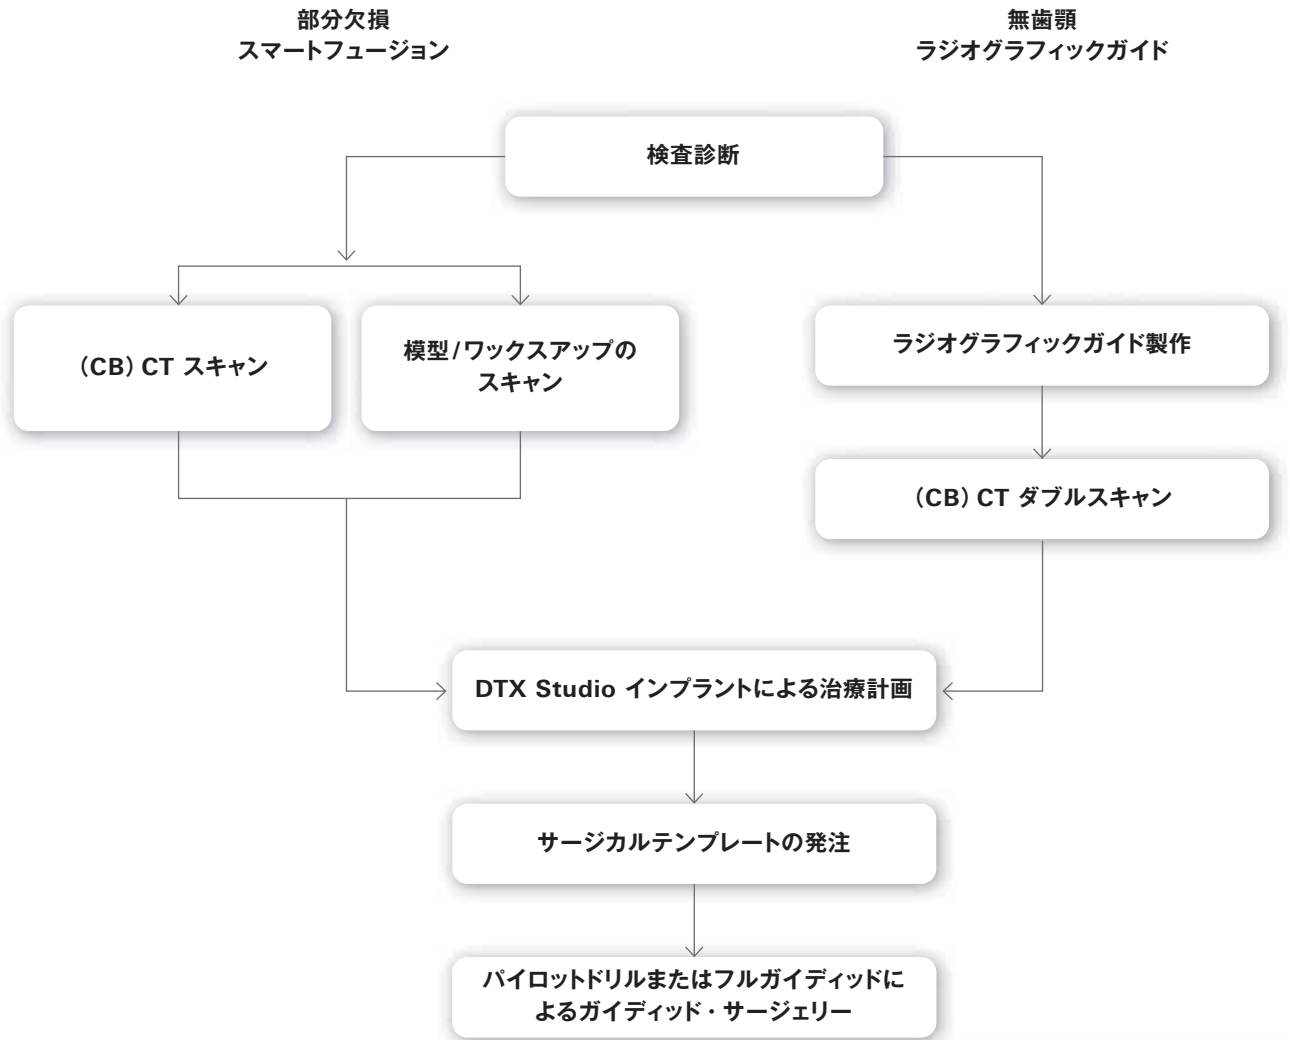 部分欠損
スマートフュージョン
無歯顎
ラジオグラフィックガイド
検査診断
(CB) CT スキャン
模型/ワックスアップの
スキャン
ラジオグラフィックガイド製作
(CB) CT ダブルスキャン
DTX Studio インプラントによる治療計画
サージカルテンプレートの発注
パイロットドリルまたはフルガイディッドに
よるガイディッド・サージェリー